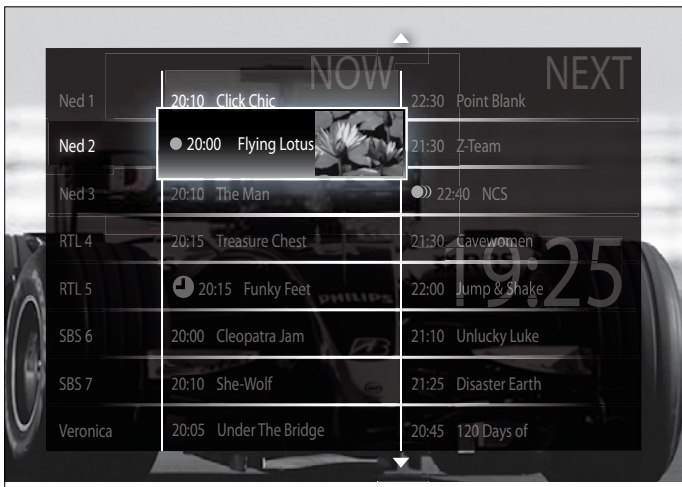 NOW NEXT
Ned 1 20:10 Click Chic 22:30 Point Blank
Ned 2 20:00 Flying Lotus 21:30 Z-Team
Ned 3 20:10 The Man 22:40 NCS
RTL 4 20:15 Treasure Chest 21:30 Cavewomen
19:25
RTL 5 20:15 Funky Feet 22:00 Jump & Shake
PHILIPS
SBS 6 20:00 Cleopatra Jam 21:10 Unlucky Luke
SBS 7 20:10 She-Wolf 21:25 Disaster Earth
Veronica 20:05 Under The Bridge 20:45 120 Days of